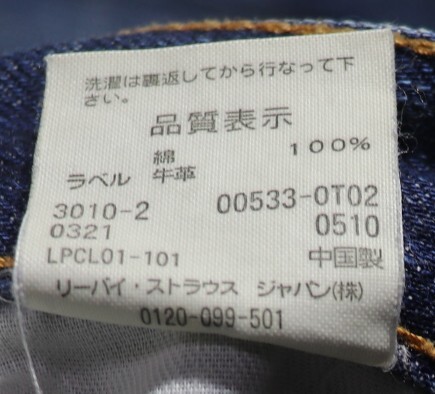 洗濯は裏返してから行なって下
さい。
品質表示
綿 100%
ラベル 牛革
3010-2 00533-0T02
0321 0510
LPCL01-101 中国製
リーバイ・ストラウス ジャパン(株)
0120-099-501